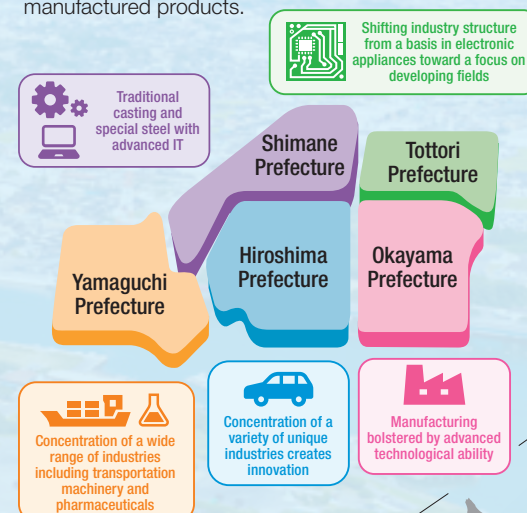 manufactured products.
Shifting industry structure
from a basis in electronic
appliances toward a focus on
developing fields
Traditional
casting and
special steel with
advanced IT
Shimane
Prefecture
Tottori
Prefecture
Yamaguchi
Prefecture
Hiroshima
Prefecture
Okayama
Prefecture
Concentration of a wide
range of industries
including transportation
machinery and
pharmaceuticals
Concentration of a
variety of unique
industries creates
innovation
Manufacturing
bolstered by advanced
technological ability